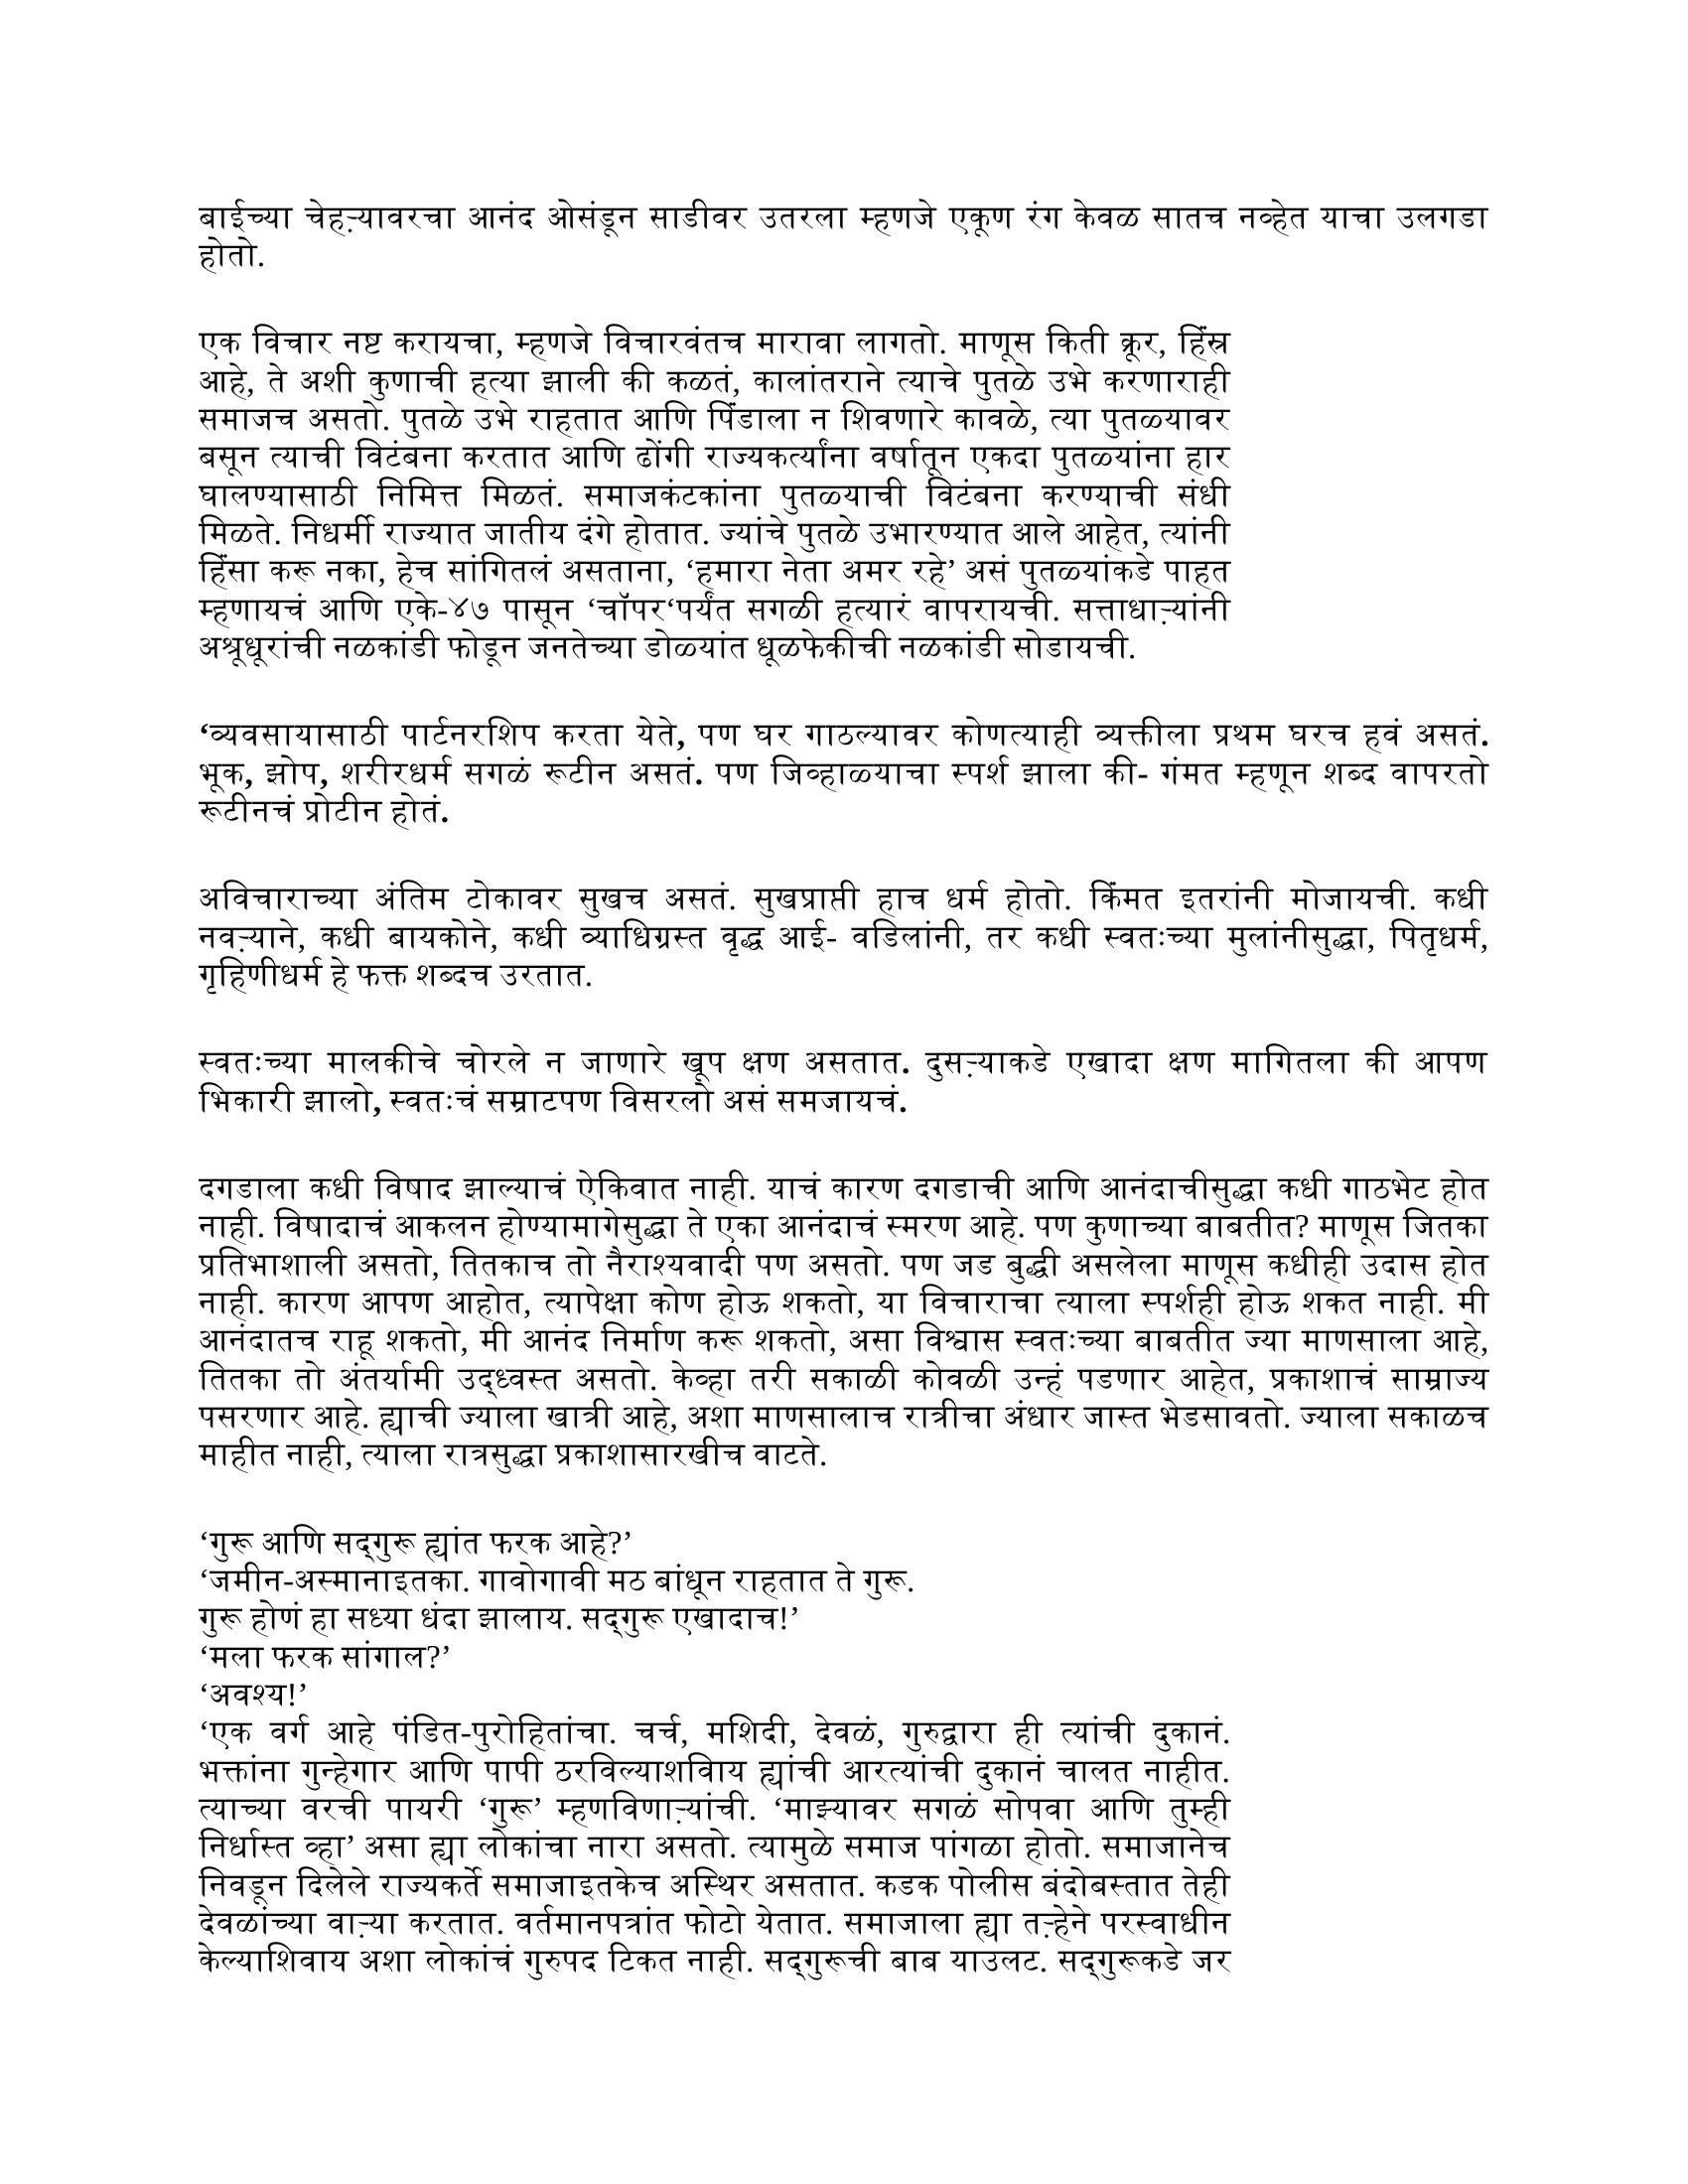 बाईच्या चेहऱ्यावरचा आनंद ओसंडून साडीवर उतरला म्हणजे एकूण रंग केवळ सातच नव्हेत याचा उलगडा
होतो.
एक विचार नष्ट करायचा, म्हणजे विचारवंतच मारावा लागतो. माणूस किती क्रूर, हिंस्र
आहे, ते अशी कुणाची हत्या झाली की कळतं, कालांतराने त्याचे पुतळे उभे करणाराही
समाजच असतो. पुतळे उभे राहतात आणि पिंडाला न शिवणारे कावळे, त्या पुतळ्यावर
बसून त्याची विटंबना करतात आणि ढोंगी राज्यकर्त्यांना वर्षातून एकदा पुतळ्यांना हार
घालण्यासाठी निमित्त मिळतं. समाजकंटकांना पुतळ्याची विटंबना करण्याची संधी
मिळते. निधर्मी राज्यात जातीय दंगे होतात. ज्यांचे पुतळे उभारण्यात आले आहेत, त्यांनी
हिंसा करू नका, हेच सांगितलं असताना, ‘हमारा नेता अमर रहे’ असं पुतळ्यांकडे पाहत
म्हणायचं आणि एके-४७ पासून ‘चॉपर‘पर्यंत सगळी हत्यारं वापरायची. सत्ताधाऱ्यांनी
अश्रूधूरांची नळकांडी फोडून जनतेच्या डोळ्यांत धूळफेकीची नळकांडी सोडायची.
‘व्यवसायासाठी पार्टनरशिप करता येते, पण घर गाठल्यावर कोणत्याही व्यक्तीला प्रथम घरच हवं असतं.
भूक, झोप, शरीरधर्म सगळं रूटीन असतं. पण जिव्हाळ्याचा स्पर्श झाला की- गंमत म्हणून शब्द वापरतो
रूटीनचं प्रोटीन होतं.
अविचाराच्या अंतिम टोकावर सुखच असतं. सुखप्राप्ती हाच धर्म होतो. किंमत इतरांनी मोजायची. कधी
नवऱ्याने, कधी बायकोने, कधी व्याधिग्रस्त वृद्ध आई- वडिलांनी, तर कधी स्वतःच्या मुलांनीसुद्धा, पितृधर्म,
गृहिणीधर्म हे फक्त शब्दच उरतात.
स्वतःच्या मालकीचे चोरले न जाणारे खूप क्षण असतात. दुसऱ्याकडे एखादा क्षण मागितला की आपण
भिकारी झालो, स्वतःचं सम्राटपण विसरलो असं समजायचं.
दगडाला कधी विषाद झाल्याचं ऐकिवात नाही. याचं कारण दगडाची आणि आनंदाचीसुद्धा कधी गाठभेट होत
नाही. विषादाचं आकलन होण्यामागेसुद्धा ते एका आनंदाचं स्मरण आहे. पण कुणाच्या बाबतीत? माणूस जितका
प्रतिभाशाली असतो, तितकाच तो नैराश्यवादी पण असतो. पण जड बुद्धी असलेला माणूस कधीही उदास होत
नाही. कारण आपण आहोत, त्यापेक्षा कोण होऊ शकतो, या विचाराचा त्याला स्पर्शही होऊ शकत नाही. मी
आनंदातच राहू शकतो, मी आनंद निर्माण करू शकतो, असा विश्वास स्वतःच्या बाबतीत ज्या माणसाला आहे,
तितका तो अंतर्यामी उद्ध्वस्त असतो. केव्हा तरी सकाळी कोवळी उन्हं पडणार आहेत, प्रकाशाचं साम्राज्य
पसरणार आहे. ह्याची ज्याला खात्री आहे, अशा माणसालाच रात्रीचा अंधार जास्त भेडसावतो. ज्याला सकाळच
माहीत नाही, त्याला रात्रसुद्धा प्रकाशासारखीच वाटते.
‘गुरू आणि सद्‌गुरू ह्यांत फरक आहे?’
‘जमीन-अस्मानाइतका. गावोगावी मठ बांधून राहतात ते गुरू.
गुरू होणं हा सध्या धंदा झालाय. सद्‌गुरू एखादाच!’
‘मला फरक सांगाल?’
‘अवश्य!’
‘एक वर्ग आहे पंडित-पुरोहितांचा. चर्च, मशिदी, देवळं, गुरुद्वारा ही त्यांची दुकानं.
भक्तांना गुन्हेगार आणि पापी ठरविल्याशविाय ह्यांची आरत्यांची दुकानं चालत नाहीत.
त्याच्या वरची पायरी ‘गुरू’ म्हणविणाऱ्यांची. ‘माझ्यावर सगळं सोपवा आणि तुम्ही
निर्धास्त व्हा’ असा ह्या लोकांचा नारा असतो. त्यामुळे समाज पांगळा होतो. समाजानेच
निवडून दिलेले राज्यकर्ते समाजाइतकेच अस्थिर असतात. कडक पोलीस बंदोबस्तात तेही
देवळांच्या वाऱ्या करतात. वर्तमानपत्रांत फोटो येतात. समाजाला ह्या तऱ्हेने परस्वाधीन
केल्याशिवाय अशा लोकांचं गुरुपद टिकत नाही. सद्‌गुरूची बाब याउलट. सद्‌गुरूकडे जर